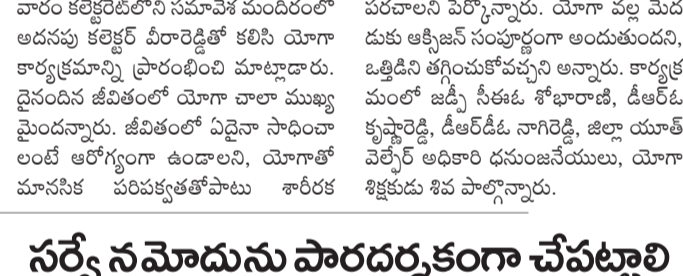 వారం కలెక్టరేట్‌లోని సమావేశ మందిరంలో
అదనపు కలెక్టర్ వీరారెడ్డితో కలిసి యోగా
కార్యక్రమాన్ని ప్రారంభించి మాట్లాడారు.
దైనందిన జీవితంలో యోగా చాలా ముఖ్య
మైందన్నారు. జీవితంలో ఏదైనా సాధించా
లంటే ఆరోగ్యంగా ఉండాలని, యోగాతో
మానసిక పరిపక్వతతోపాటు శారీరక
పరచాలని పేర్కొన్నారు. యోగా వల్ల మెద
డుకు ఆక్సిజన్ సంపూర్ణంగా అందుతుందని,
ఒత్తిడిని తగ్గించుకోవచ్చని అన్నారు. కార్యక్ర
మంలో జడ్పీ సీఈఓ శోభారాణి, డీఆర్‌ఓ
కృష్ణారెడ్డి, డీఆర్‌డీఓ నాగిరెడ్డి, జిల్లా యూత్
వెల్ఫేర్ అధికారి ధనుంజనేయులు, యోగా
శిక్షకుడు శివ పాల్గొన్నారు.
సర్వే నమోదును పారదర్శకంగా చేపట్టాలి